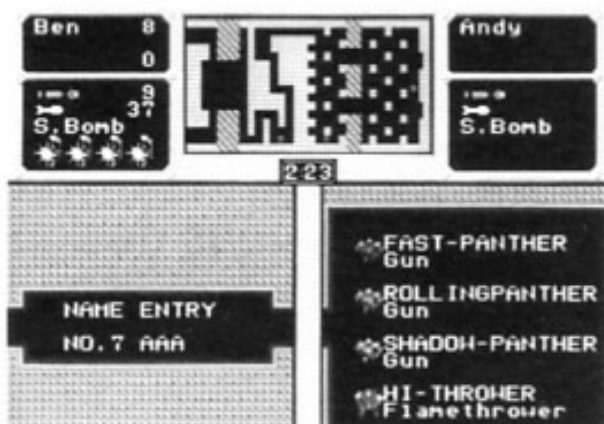 Ben 8
0
9
37
S.Bomb
Andy
S.Bomb
2:23
NAME ENTRY
NO.7 AAA
FAST-PANTHER
Gun
ROLLINGPANTHER
Gun
SHADOW-PANTHER
Gun
HI-THROWER
Flamethrower